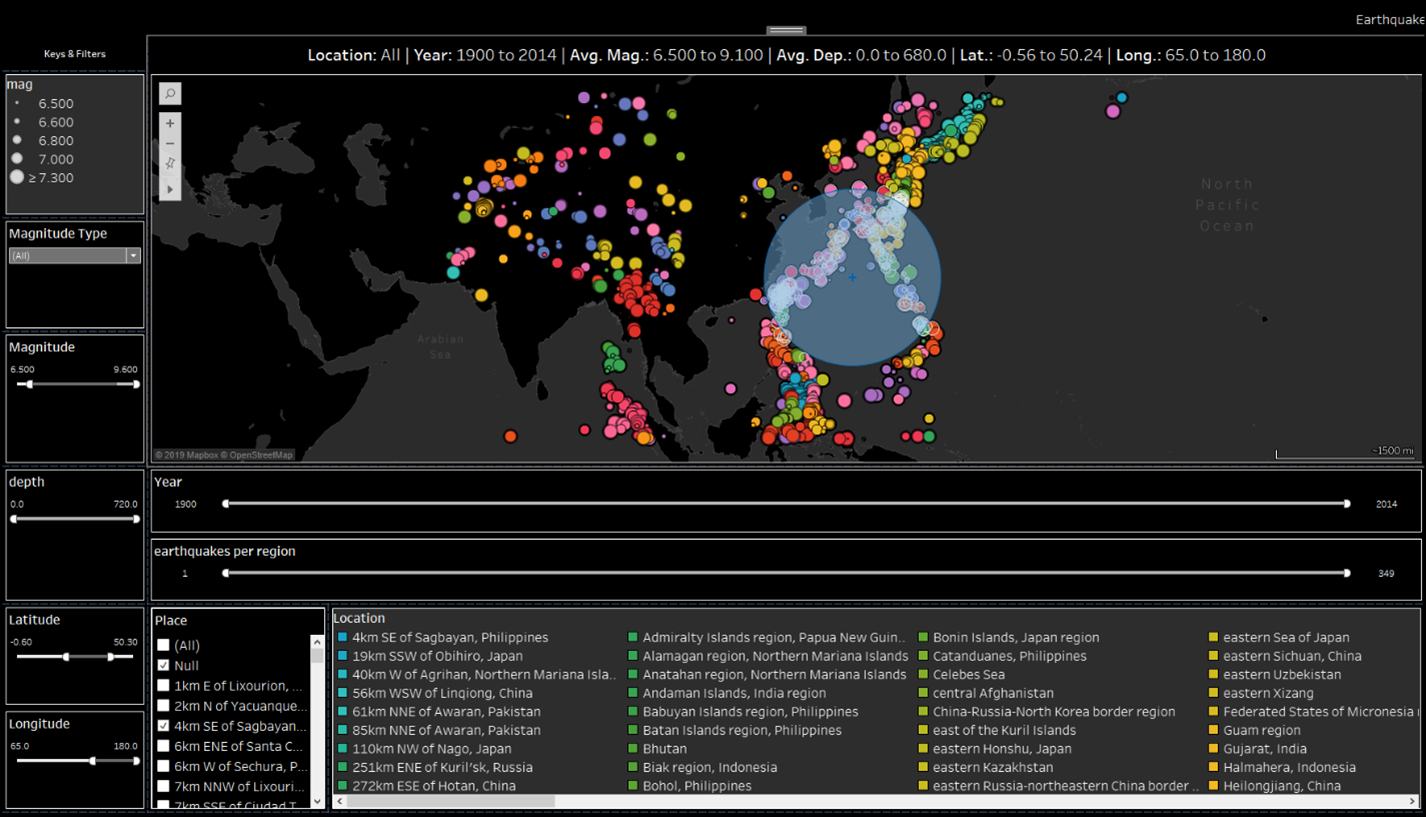 Earthquake
Keys & Filters
Location: All | Year: 1900 to 2014 | Avg. Mag.: 6.500 to 9.100 | Avg. Dep.: 0.0 to 680.0 | Lat.: -0.56 to 50.24 | Long.: 65.0 to 180.0
mag
6.500
6.600
6.800
7.000
≥ 7.300
Magnitude Type
(All)
Magnitude
6.500 9.600
North
Pacific
Ocean
Arabian
Sea
© 2019 Mapbox © OpenStreetMap
~1500 mi
depth
0.0 720.0
Year
1900 2014
earthquakes per region
1 349
Latitude
-0.60 50.30
Longitude
65.0 180.0
Place
(All)
Null
1km E of Lixourion, ...
2km N of Yacuanque...
4km SE of Sagbayan...
6km ENE of Santa C...
6km W of Sechura, P...
7km NNW of Lixouri...
7km SSE of Ciudad T...
Location
4km SE of Sagbayan, Philippines
19km SSW of Obihiro, Japan
40km W of Agrihan, Northern Mariana Isla..
56km WSW of Linqiong, China
61km NNE of Awaran, Pakistan
85km NNE of Awaran, Pakistan
110km NW of Nago, Japan
251km ENE of Kuril'sk, Russia
272km ESE of Hotan, China
Admiralty Islands region, Papua New Guin..
Alamagan region, Northern Mariana Islands
Anatahan region, Northern Mariana Islands
Andaman Islands, India region
Babuyan Islands region, Philippines
Batan Islands region, Philippines
Bhutan
Biak region, Indonesia
Bohol, Philippines
Bonin Islands, Japan region
Catanduanes, Philippines
Celebes Sea
central Afghanistan
China-Russia-North Korea border region
east of the Kuril Islands
eastern Honshu, Japan
eastern Kazakhstan
eastern Russia-northeastern China border ..
eastern Sea of Japan
eastern Sichuan, China
eastern Uzbekistan
eastern Xizang
Federated States of Micronesia
Guam region
Gujarat, India
Halmahera, Indonesia
Heilongjiang, China